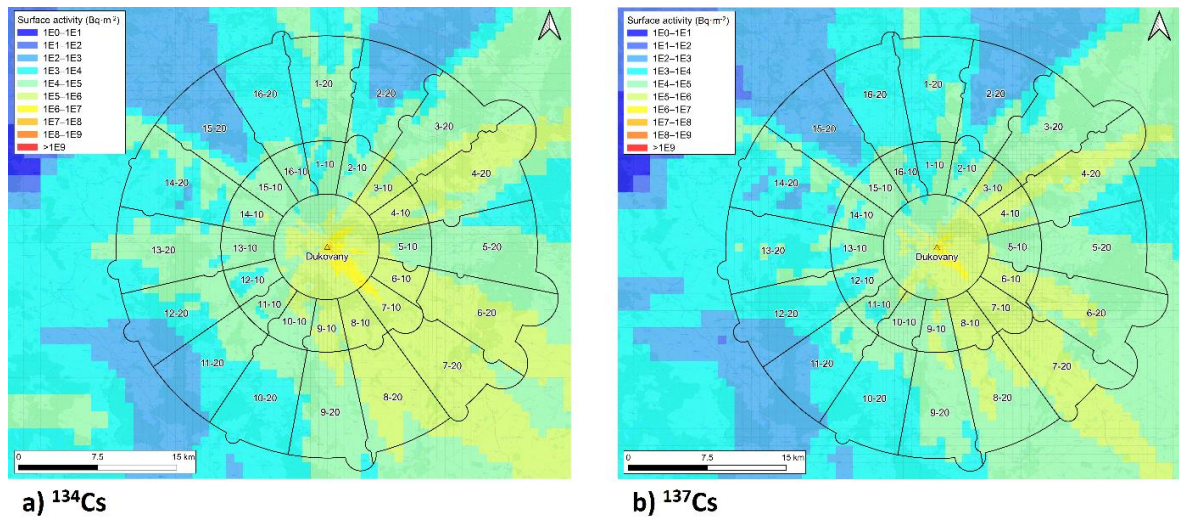 Surface activity (Bq·m⁻²)
1E0–1E1
1E1–1E2
1E2–1E3
1E3–1E4
1E4–1E5
1E5–1E6
1E6–1E7
1E7–1E8
1E8–1E9
>1E9
16-20
1-20
2-20
15-20
3-20
4-20
14-20
16-10
1-10
2-10
15-10
3-10
14-10
4-10
13-20
13-10
5-10
5-20
Dukovany
12-10
6-10
12-20
11-10
7-10
6-20
10-10
9-10
8-10
11-20
7-20
10-20
9-20
8-20
0
7.5
15 km
a) ¹³⁴Cs
Surface activity (Bq·m⁻²)
1E0–1E1
1E1–1E2
1E2–1E3
1E3–1E4
1E4–1E5
1E5–1E6
1E6–1E7
1E7–1E8
1E8–1E9
>1E9
16-20
1-20
2-20
15-20
3-20
4-20
14-20
16-10
1-10
2-10
15-10
3-10
14-10
4-10
13-20
13-10
5-10
5-20
Dukovany
12-10
6-10
12-20
11-10
7-10
6-20
10-10
9-10
8-10
11-20
7-20
10-20
9-20
8-20
0
7.5
15 km
b) ¹³⁷Cs